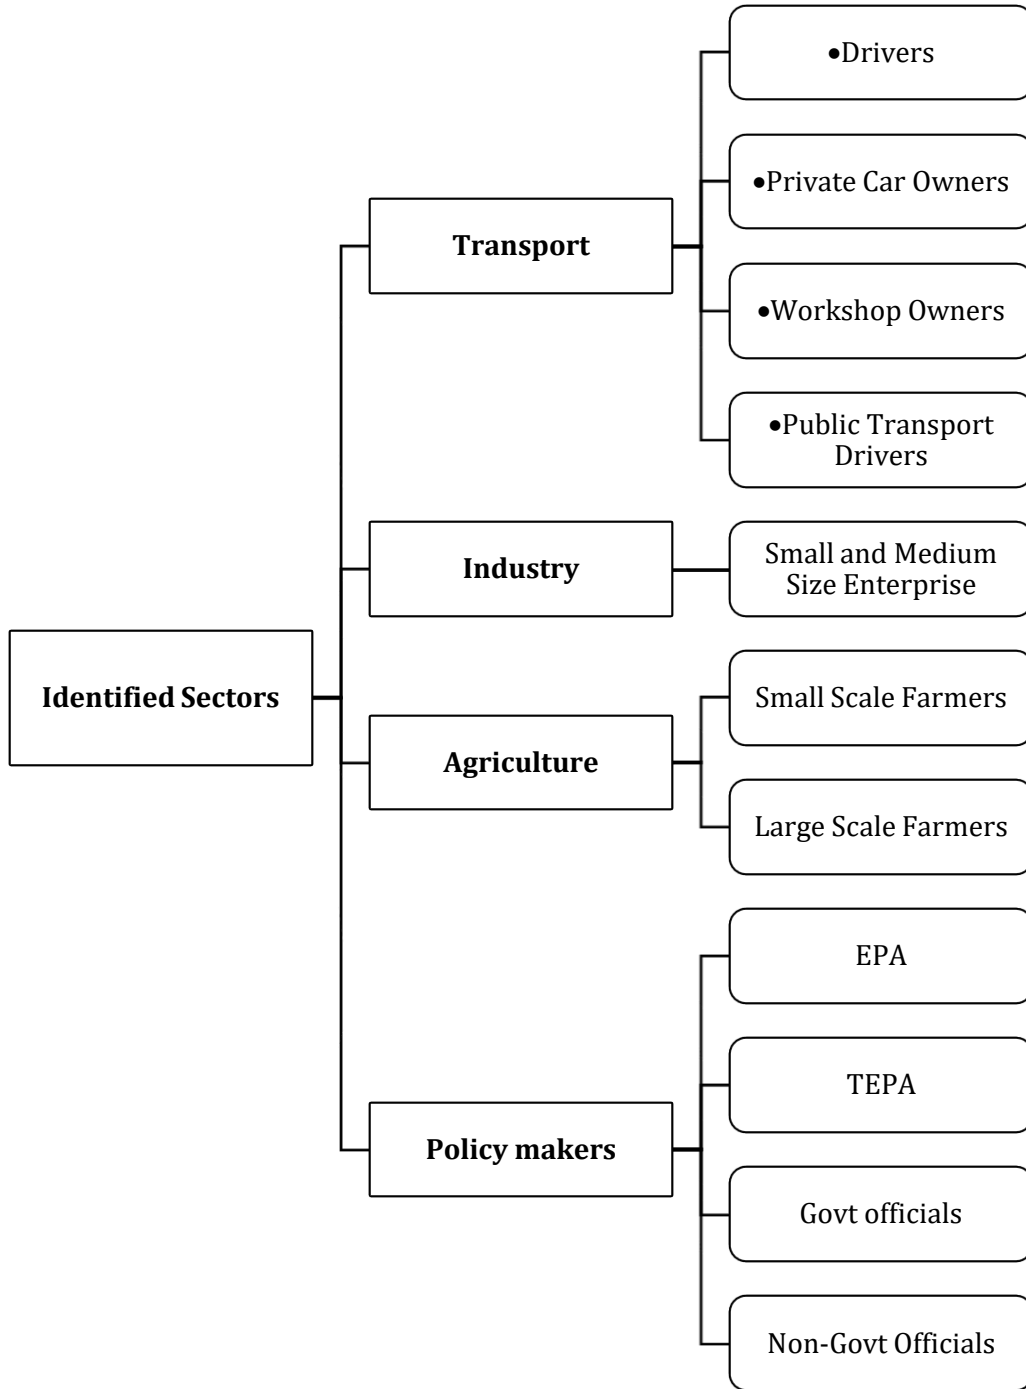 Identified Sectors
Transport
•Drivers
•Private Car Owners
•Workshop Owners
•Public Transport
Drivers
Industry
Small and Medium
Size Enterprise
Agriculture
Small Scale Farmers
Large Scale Farmers
Policy makers
EPA
TEPA
Govt officials
Non-Govt Officials